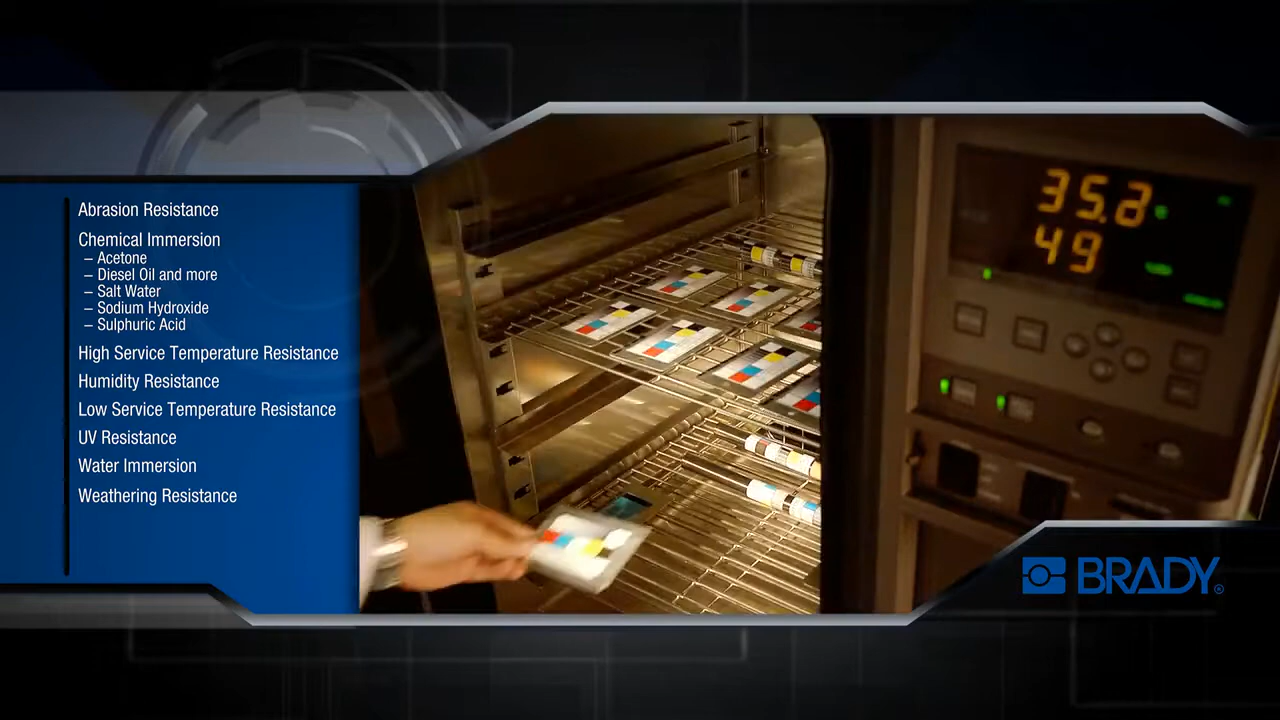 Abrasion Resistance
Chemical Immersion
– Acetone
– Diesel Oil and more
– Salt Water
– Sodium Hydroxide
– Sulphuric Acid
High Service Temperature Resistance
Humidity Resistance
Low Service Temperature Resistance
UV Resistance
Water Immersion
Weathering Resistance
35.2
49
BRADY®